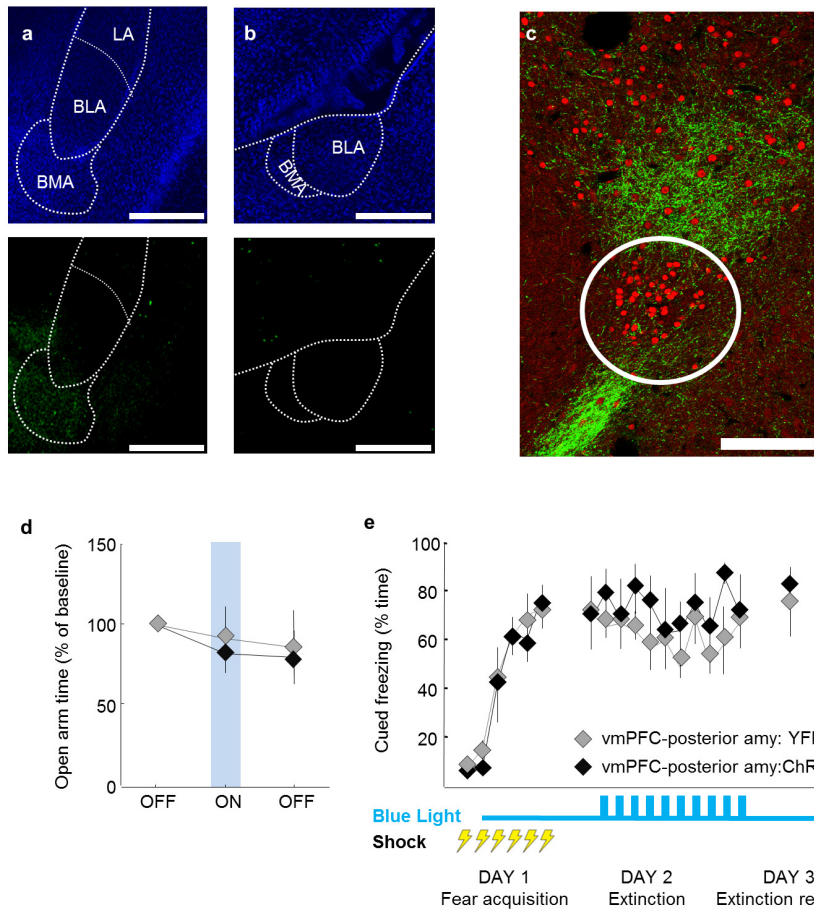 a
LA
BLA
BMA
b
BLA
BMA
c
d
Open arm time (% of baseline)
150
100
50
0
OFF
ON
OFF
e
Cued freezing (% time)
100
80
60
40
20
vmPFC-posterior amy: YF
vmPFC-posterior amy:ChR
Blue Light
Shock
DAY 1
Fear acquisition
DAY 2
Extinction
DAY 3
Extinction re